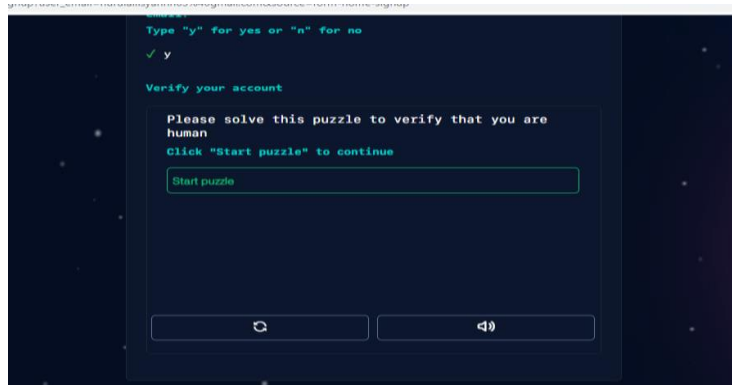 Type "y" for yes or "n" for no
✓ y
Verify your account
Please solve this puzzle to verify that you are
human
Click "Start puzzle" to continue
Start puzzle